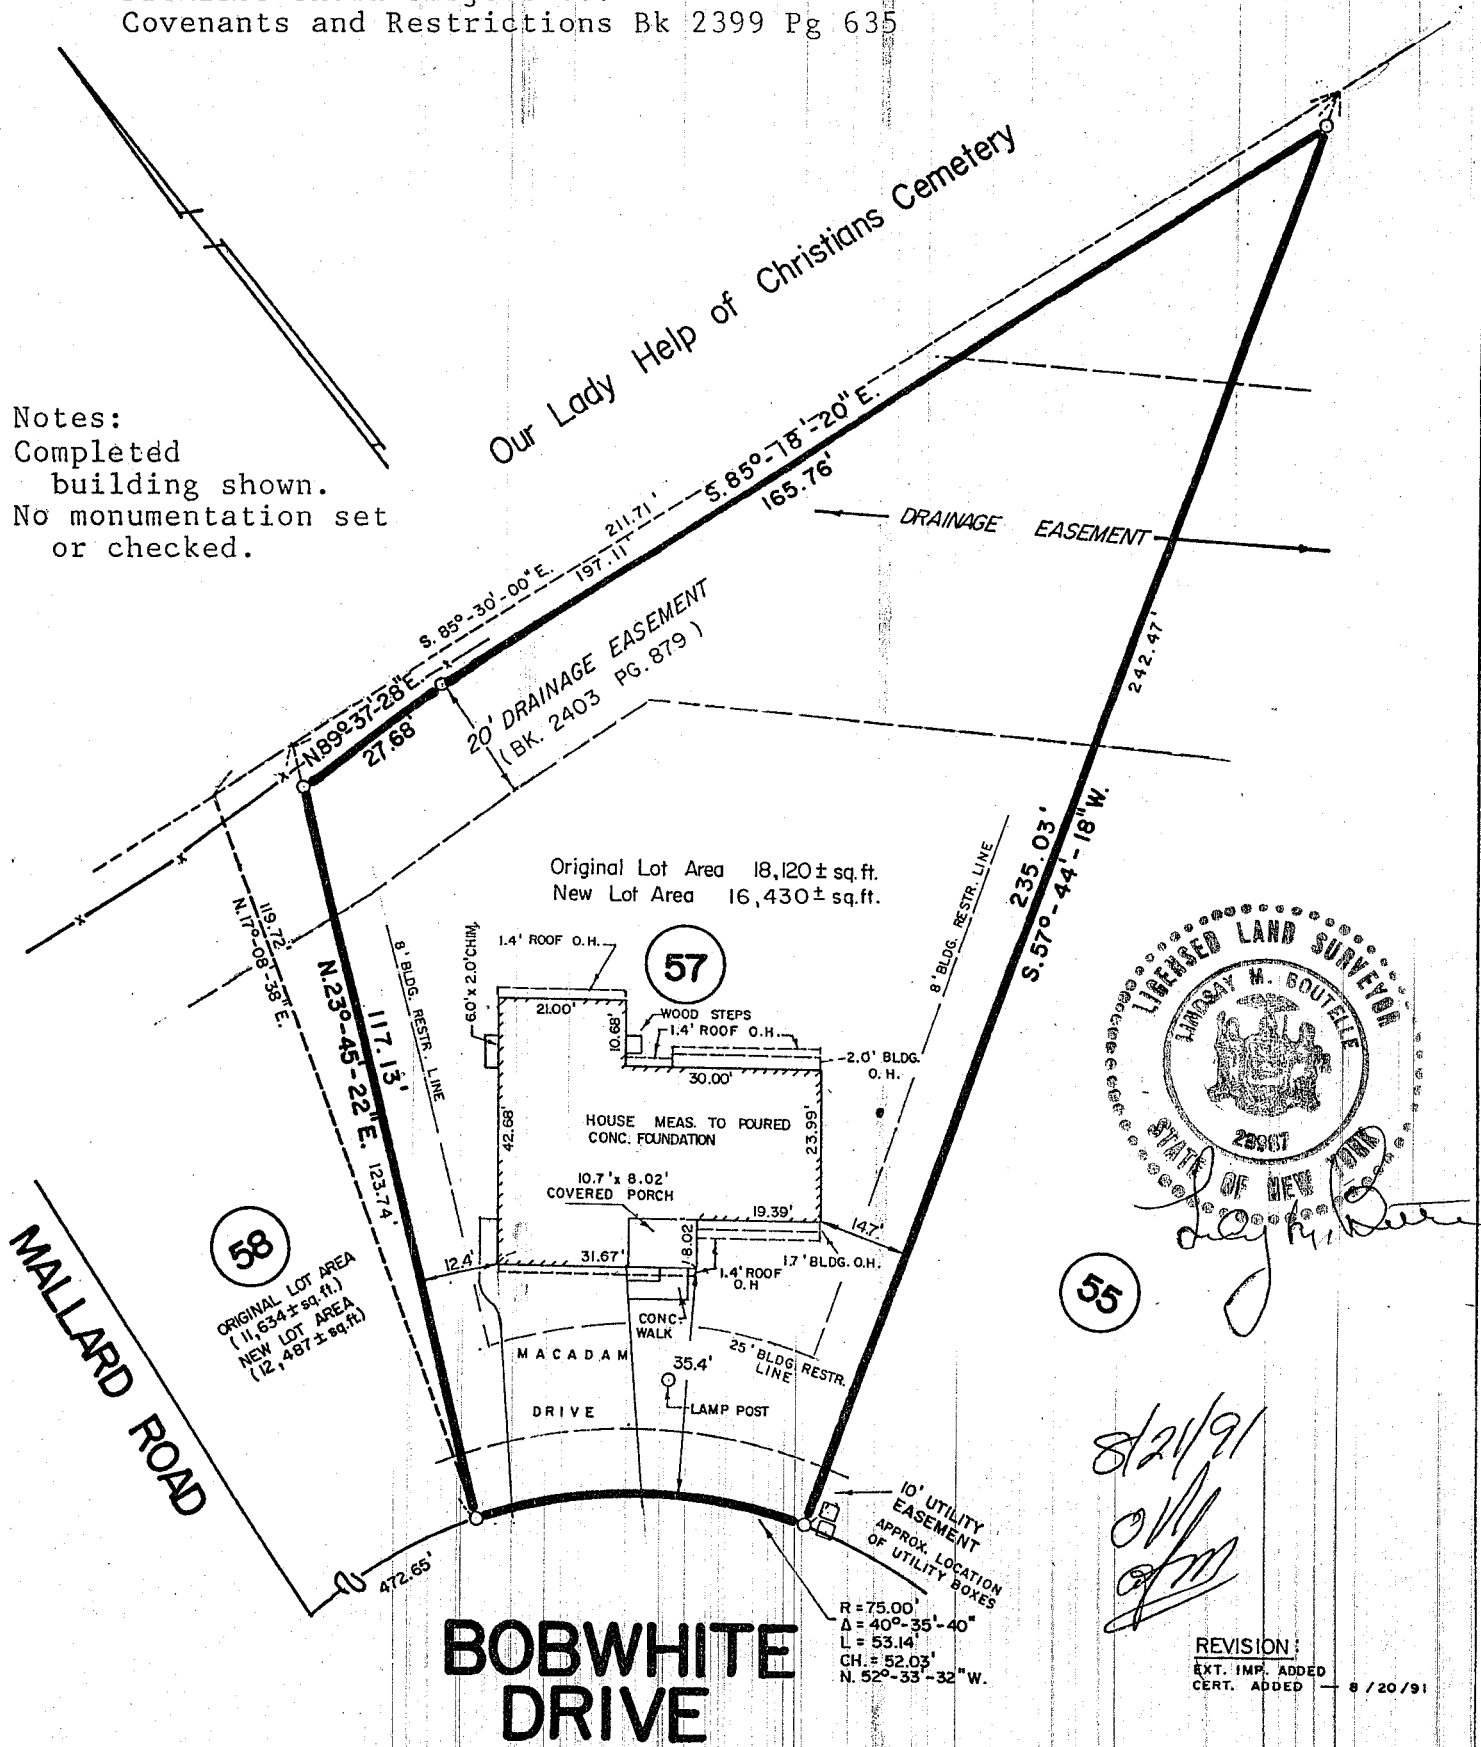 Covenants and Restrictions Bk 2399 Pg 635
Our Lady Help of Christians Cemetery
Notes:
Completed
building shown.
No monumentation set
or checked.
S. 85°-30'-00" E.
211.71'
197.11'
S. 85°-18'-20" E.
165.76'
N. 89°-37'-28" E.
27.68'
20' DRAINAGE EASEMENT
(BK. 2403 PG. 879)
DRAINAGE EASEMENT
242.47'
235.03'
S. 57°-44'-18" W.
Original Lot Area 18,120± sq.ft.
New Lot Area 16,430± sq.ft.
57
119.72'
N. 17°-08'-38" E.
117.13'
N. 23°-45'-22" E.
123.74'
8' BLDG. RESTR. LINE
8' BLDG. RESTR. LINE
1.4' ROOF O.H.
6.0' x 2.0' CHIM.
21.00'
10.68'
WOOD STEPS
1.4' ROOF O.H.
2.0' BLDG.
O.H.
30.00'
42.68'
HOUSE MEAS. TO POURED
CONC. FOUNDATION
23.99'
10.7' x 8.02'
COVERED PORCH
19.39'
8.02
14.7'
12.4'
31.67'
1.4' ROOF
O.H
1.7' BLDG. O.H.
CONC.
WALK
MACADAM
DRIVE
35.4'
LAMP POST
25' BLDG. RESTR.
LINE
58
ORIGINAL LOT AREA
(11,634± sq.ft.)
NEW LOT AREA
(12,487± sq.ft)
MALLARD ROAD
LICENSED LAND SURVEYOR
LINDSAY M. BOUTELLE
STATE OF NEW YORK
55
8/21/91
10' UTILITY
EASEMENT
APPROX. LOCATION
OF UTILITY BOXES
472.65'
R = 75.00'
Δ = 40°-35'-40"
L = 53.14'
CH. = 52.03'
N. 52°-33'-32" W.
BOBWHITE
DRIVE
REVISION:
EXT. IMP. ADDED
CERT. ADDED — 8/20/91